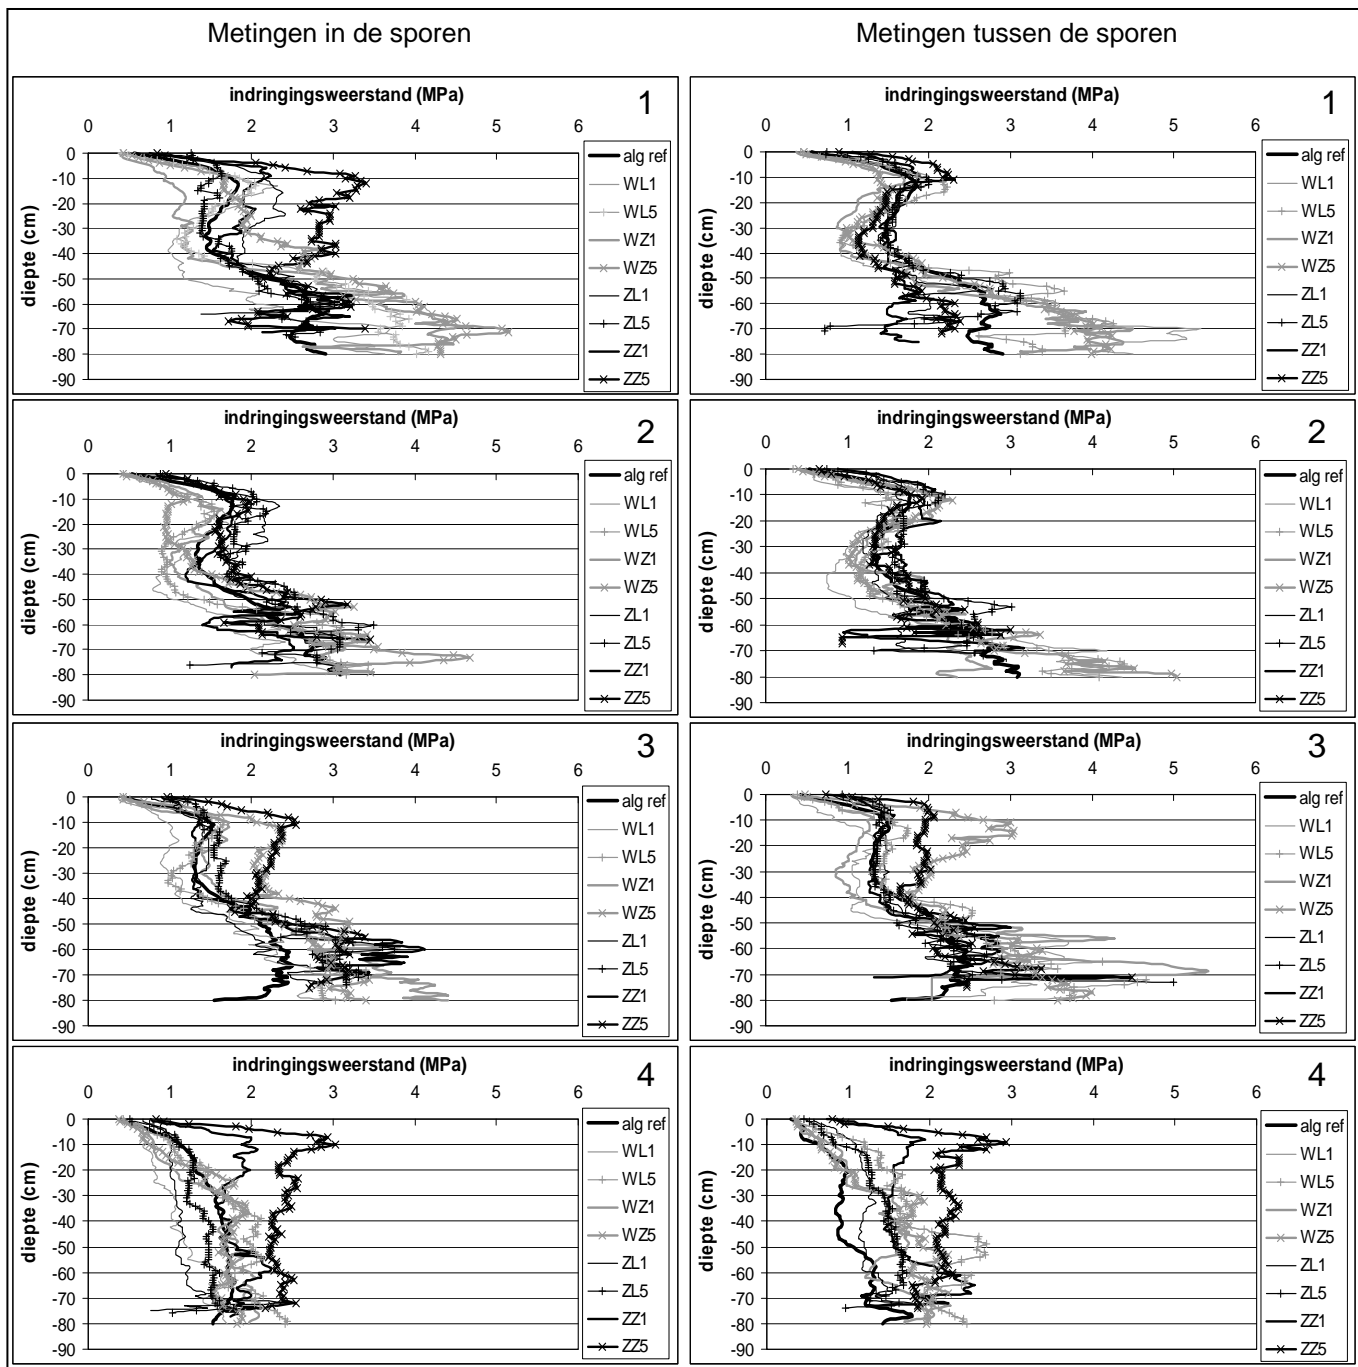 Metingen in de sporen
Metingen tussen de sporen
indringingsweerstand (MPa)
1
0 1 2 3 4 5 6
diepte (cm)
0
-10
-20
-30
-40
-50
-60
-70
-80
-90
alg ref
WL1
WL5
WZ1
WZ5
ZL1
ZL5
ZZ1
ZZ5
indringingsweerstand (MPa)
1
0 1 2 3 4 5 6
diepte (cm)
0
-10
-20
-30
-40
-50
-60
-70
-80
-90
alg ref
WL1
WL5
WZ1
WZ5
ZL1
ZL5
ZZ1
ZZ5
indringingsweerstand (MPa)
2
0 1 2 3 4 5 6
diepte (cm)
0
-10
-20
-30
-40
-50
-60
-70
-80
-90
alg ref
WL1
WL5
WZ1
WZ5
ZL1
ZL5
ZZ1
ZZ5
indringingsweerstand (MPa)
2
0 1 2 3 4 5 6
diepte (cm)
0
-10
-20
-30
-40
-50
-60
-70
-80
-90
alg ref
WL1
WL5
WZ1
WZ5
ZL1
ZL5
ZZ1
ZZ5
indringingsweerstand (MPa)
3
0 1 2 3 4 5 6
diepte (cm)
0
-10
-20
-30
-40
-50
-60
-70
-80
-90
alg ref
WL1
WL5
WZ1
WZ5
ZL1
ZL5
ZZ1
ZZ5
indringingsweerstand (MPa)
3
0 1 2 3 4 5 6
diepte (cm)
0
-10
-20
-30
-40
-50
-60
-70
-80
-90
alg ref
WL1
WL5
WZ1
WZ5
ZL1
ZL5
ZZ1
ZZ5
indringingsweerstand (MPa)
4
0 1 2 3 4 5 6
diepte (cm)
0
-10
-20
-30
-40
-50
-60
-70
-80
-90
alg ref
WL1
WL5
WZ1
WZ5
ZL1
ZL5
ZZ1
ZZ5
indringingsweerstand (MPa)
4
0 1 2 3 4 5 6
diepte (cm)
0
-10
-20
-30
-40
-50
-60
-70
-80
-90
alg ref
WL1
WL5
WZ1
WZ5
ZL1
ZL5
ZZ1
ZZ5